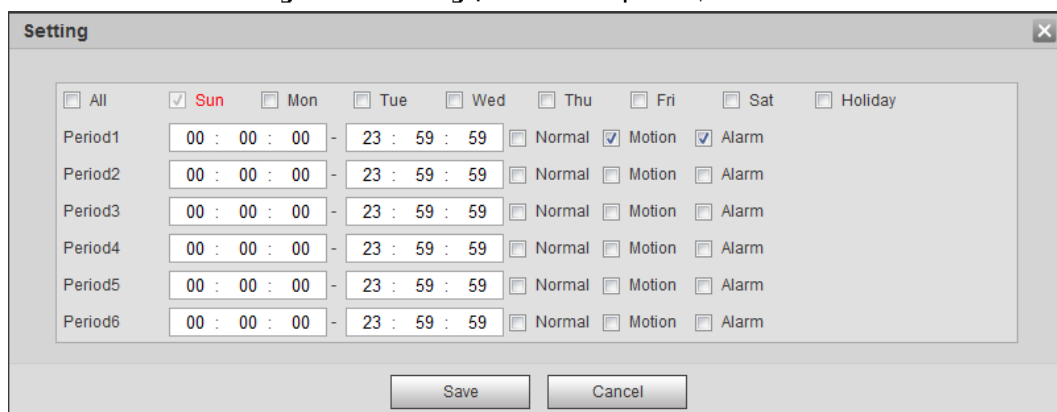 Setting
All Sun Mon Tue Wed Thu Fri Sat Holiday
Period1 00 : 00 : 00 - 23 : 59 : 59 Normal Motion Alarm
Period2 00 : 00 : 00 - 23 : 59 : 59 Normal Motion Alarm
Period3 00 : 00 : 00 - 23 : 59 : 59 Normal Motion Alarm
Period4 00 : 00 : 00 - 23 : 59 : 59 Normal Motion Alarm
Period5 00 : 00 : 00 - 23 : 59 : 59 Normal Motion Alarm
Period6 00 : 00 : 00 - 23 : 59 : 59 Normal Motion Alarm
Save Cancel